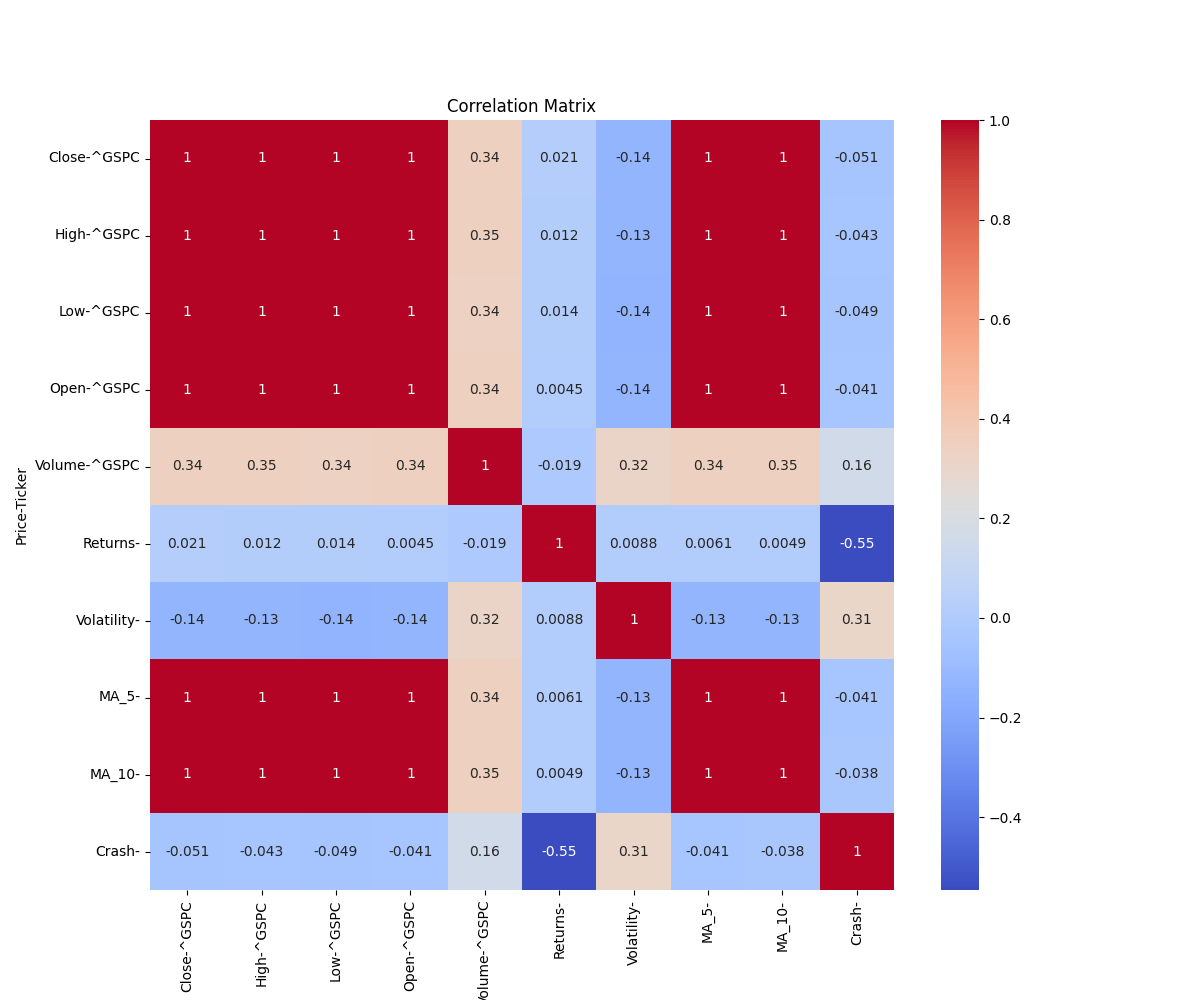 Correlation Matrix
Price-Ticker
Close-^GSPC 1 1 1 1 0.34 0.021 -0.14 1 1 -0.051
High-^GSPC 1 1 1 1 0.35 0.012 -0.13 1 1 -0.043
Low-^GSPC 1 1 1 1 0.34 0.014 -0.14 1 1 -0.049
Open-^GSPC 1 1 1 1 0.34 0.0045 -0.14 1 1 -0.041
Volume-^GSPC 0.34 0.35 0.34 0.34 1 -0.019 0.32 0.34 0.35 0.16
Returns- 0.021 0.012 0.014 0.0045 -0.019 1 0.0088 0.0061 0.0049 -0.55
Volatility- -0.14 -0.13 -0.14 -0.14 0.32 0.0088 1 -0.13 -0.13 0.31
MA_5- 1 1 1 1 0.34 0.0061 -0.13 1 1 -0.041
MA_10- 1 1 1 1 0.35 0.0049 -0.13 1 1 -0.038
Crash- -0.051 -0.043 -0.049 -0.041 0.16 -0.55 0.31 -0.041 -0.038 1
Close-^GSPC
High-^GSPC
Low-^GSPC
Open-^GSPC
olume-^GSPC
Returns-
Volatility-
MA_5-
MA_10-
Crash-
1.0
0.8
0.6
0.4
0.2
0.0
−0.2
−0.4